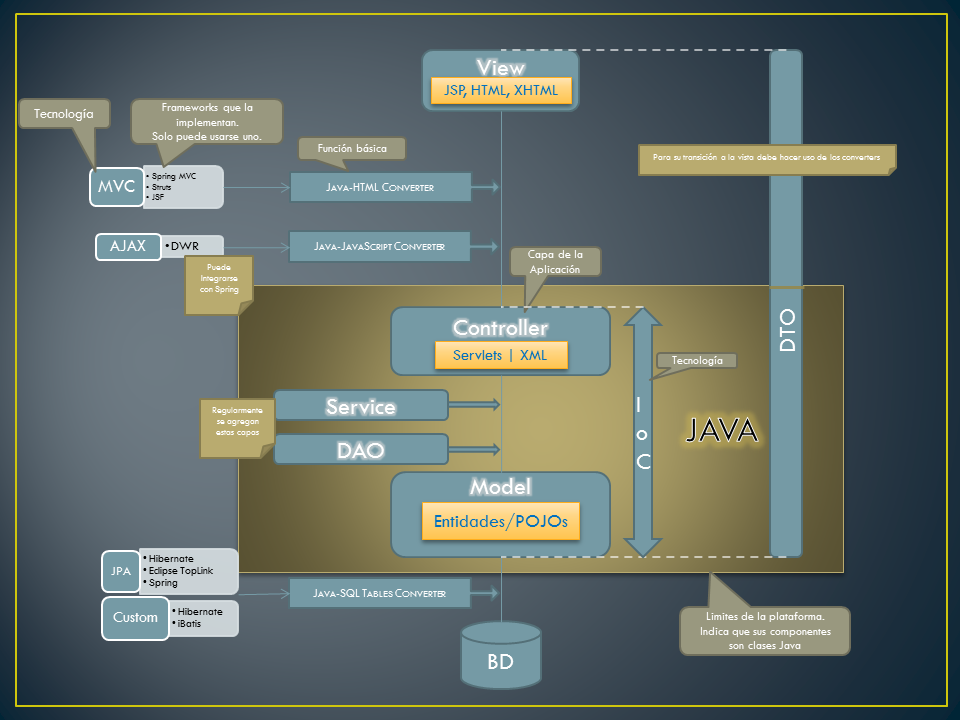 View
JSP, HTML, XHTML
Tecnología
Frameworks que la
implementan.
Solo puede usarse uno.
Función básica
Para su transición a la vista debe hacer uso de los converters
MVC
• Spring MVC
• Struts
• JSF
JAVA-HTML CONVERTER
AJAX
• DWR
JAVA-JAVASCRIPT CONVERTER
Puede
Integrarse
con Spring
Capa de la
Aplicación
Controller
Servlets | XML
DTO
Tecnología
Service
Regularmente
se agregan
estas capas
IoC
JAVA
DAO
Model
Entidades/POJOs
JPA
• Hibernate
• Eclipse TopLink
• Spring
JAVA-SQL TABLES CONVERTER
Custom
• Hibernate
• iBatis
Limites de la plataforma.
Indica que sus componentes
son clases Java
BD